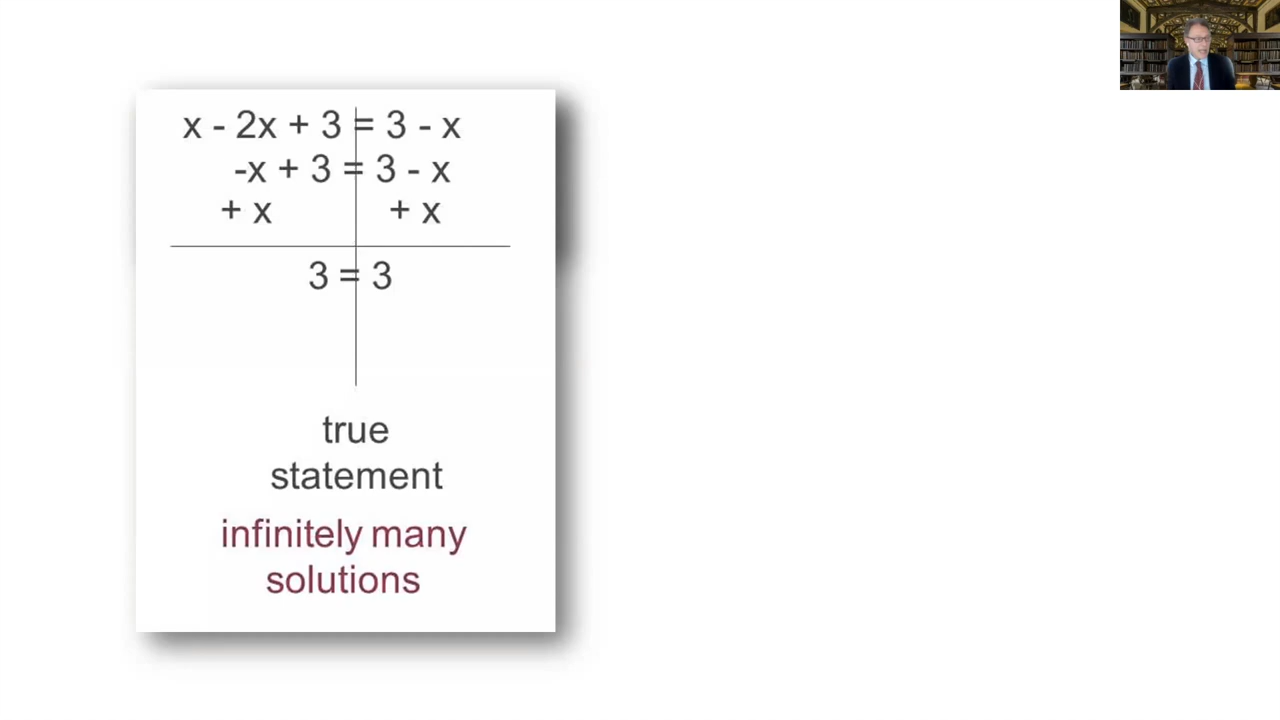 x - 2x + 3 = 3 - x
-x + 3 = 3 - x
+ x + x
3 = 3
true
statement
infinitely many
solutions